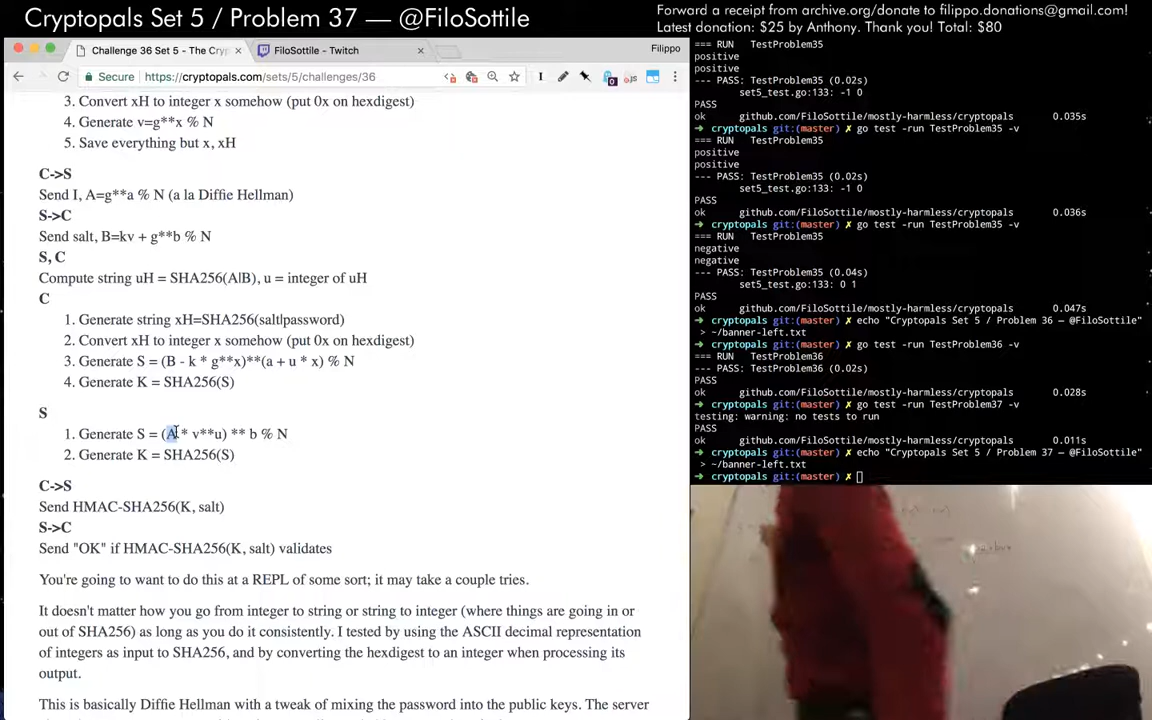 Cryptopals Set 5 / Problem 37 — @FiloSottile
Forward a receipt from archive.org/donate to filippo.donations@gmail.com!
Latest donation: $25 by Anthony. Thank you! Total: $80
Challenge 36 Set 5 - The Cry
FiloSottile - Twitch
Filippo
Secure
https://cryptopals.com/sets/5/challenges/36
3. Convert xH to integer x somehow (put 0x on hexdigest)
4. Generate v=g**x % N
5. Save everything but x, xH
C->S
Send I, A=g**a % N (a la Diffie Hellman)
S->C
Send salt, B=kv + g**b % N
S, C
Compute string uH = SHA256(A|B), u = integer of uH
C
1. Generate string xH=SHA256(salt|password)
2. Convert xH to integer x somehow (put 0x on hexdigest)
3. Generate S = (B - k * g**x)**(a + u * x) % N
4. Generate K = SHA256(S)
S
1. Generate S = (A * v**u) ** b % N
2. Generate K = SHA256(S)
C->S
Send HMAC-SHA256(K, salt)
S->C
Send "OK" if HMAC-SHA256(K, salt) validates
You're going to want to do this at a REPL of some sort; it may take a couple tries.
It doesn't matter how you go from integer to string or string to integer (where things are going in or
out of SHA256) as long as you do it consistently. I tested by using the ASCII decimal representation
of integers as input to SHA256, and by converting the hexdigest to an integer when processing its
output.
This is basically Diffie Hellman with a tweak of mixing the password into the public keys. The server
=== RUN TestProblem35
positive
positive
--- PASS: TestProblem35 (0.02s)
set5_test.go:133: -1 0
PASS
ok github.com/FiloSottile/mostly-harmless/cryptopals 0.035s
➜ cryptopals git:(master) ✗ go test -run TestProblem35 -v
=== RUN TestProblem35
positive
positive
--- PASS: TestProblem35 (0.02s)
set5_test.go:133: -1 0
PASS
ok github.com/FiloSottile/mostly-harmless/cryptopals 0.036s
➜ cryptopals git:(master) ✗ go test -run TestProblem35 -v
=== RUN TestProblem35
negative
negative
--- PASS: TestProblem35 (0.04s)
set5_test.go:133: 0 1
PASS
ok github.com/FiloSottile/mostly-harmless/cryptopals 0.047s
➜ cryptopals git:(master) ✗ echo "Cryptopals Set 5 / Problem 36 — @FiloSottile"
> ~/banner-left.txt
➜ cryptopals git:(master) ✗ go test -run TestProblem36 -v
=== RUN TestProblem36
--- PASS: TestProblem36 (0.02s)
PASS
ok github.com/FiloSottile/mostly-harmless/cryptopals 0.028s
➜ cryptopals git:(master) ✗ go test -run TestProblem37 -v
testing: warning: no tests to run
PASS
ok github.com/FiloSottile/mostly-harmless/cryptopals 0.011s
➜ cryptopals git:(master) ✗ echo "Cryptopals Set 5 / Problem 37 — @FiloSottile"
> ~/banner-left.txt
➜ cryptopals git:(master) ✗